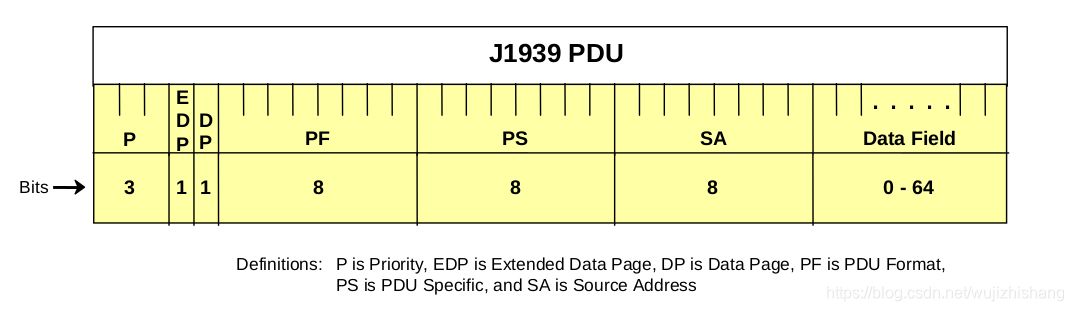 J1939 PDU
P EDP DP PF PS SA . . . . . Data Field
Bits 3 1 1 8 8 8 0 - 64
Definitions: P is Priority, EDP is Extended Data Page, DP is Data Page, PF is PDU Format,
PS is PDU Specific, and SA is Source Address
https://blog.csdn.net/wujizhishang